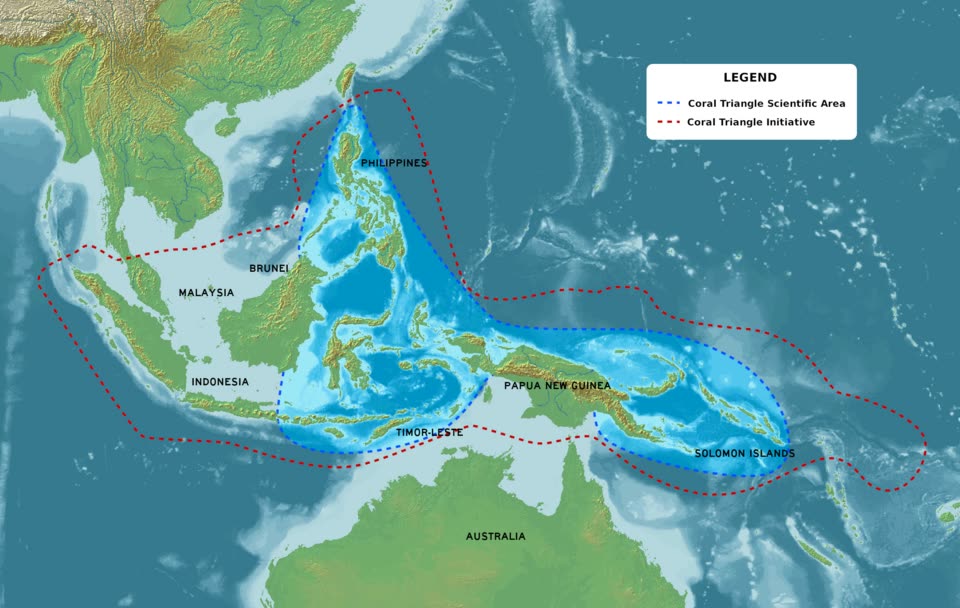 LEGEND
Coral Triangle Scientific Area
Coral Triangle Initiative
PHILIPPINES
BRUNEI
MALAYSIA
INDONESIA
PAPUA NEW GUINEA
TIMOR-LESTE
SOLOMON ISLANDS
AUSTRALIA